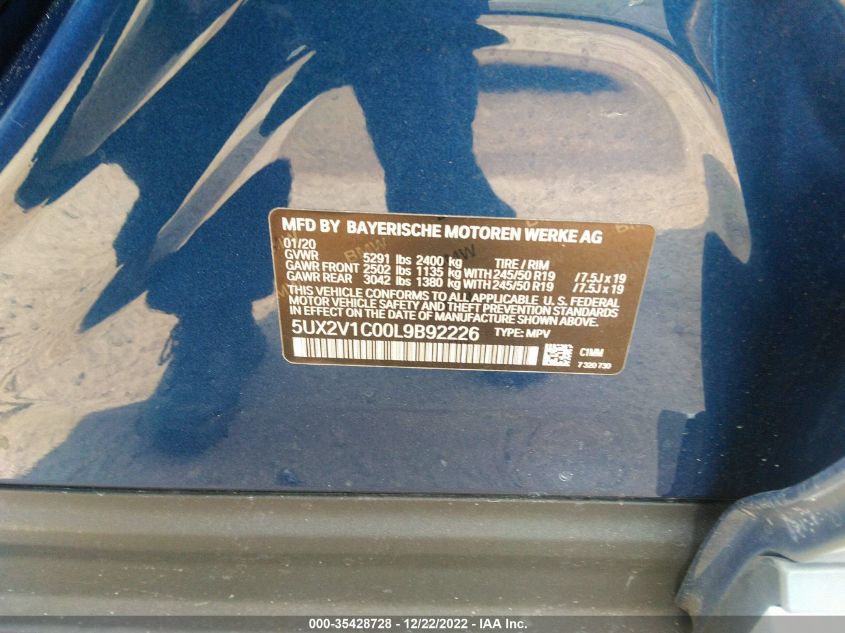 MFD BY BAYERISCHE MOTOREN WERKE AG
01/20
GVWR 5291 lbs 2400 kg TIRE / RIM
GAWR FRONT 2502 lbs 1135 kg WITH 245/50 R19 /7.5J x 19
GAWR REAR 3042 lbs 1380 kg WITH 245/50 R19 /7.5J x 19
THIS VEHICLE CONFORMS TO ALL APPLICABLE U. S. FEDERAL
MOTOR VEHICLE SAFETY AND THEFT PREVENTION STANDARDS
IN EFFECT ON THE DATE OF MANUFACTURE SHOWN ABOVE.
5UX2V1C00L9B92226 TYPE: MPV
C1MM
7 320 730
BMW
000-35428728 - 12/22/2022 - IAA Inc.